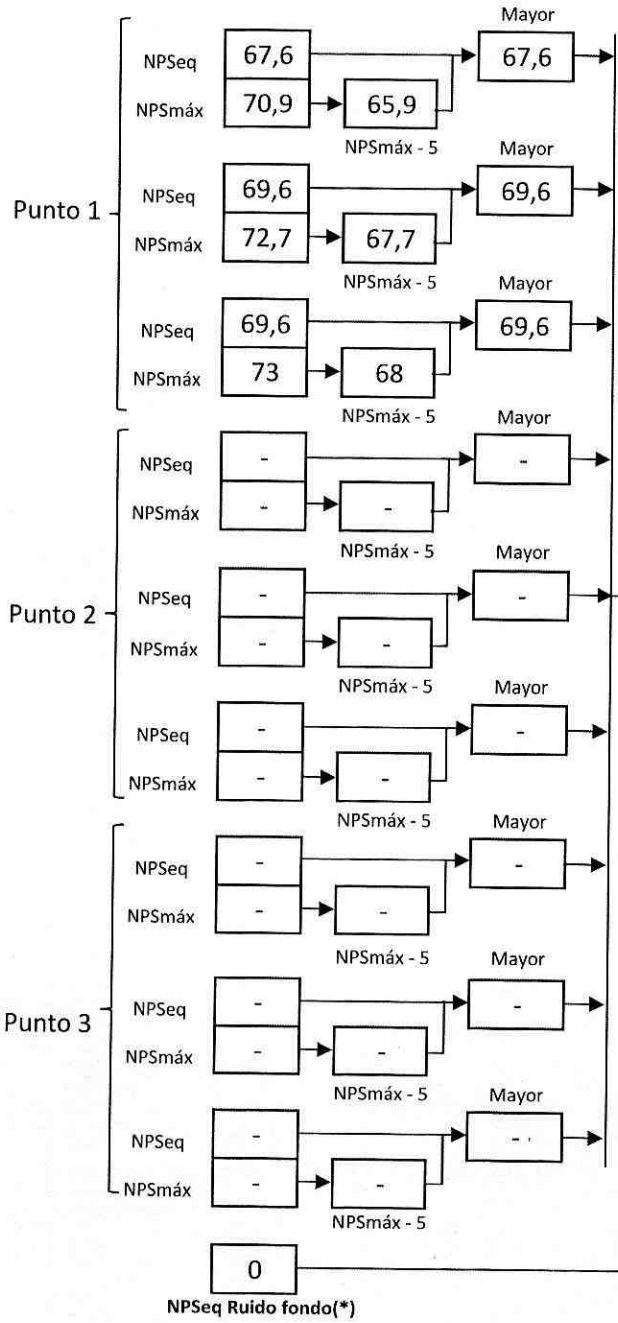 Mayor
NPSeq 67,6 67,6
NPSmáx 70,9 65,9
NPSmáx - 5
Mayor
Punto 1
NPSeq 69,6 69,6
NPSmáx 72,7 67,7
NPSmáx - 5
Mayor
NPSeq 69,6 69,6
NPSmáx 73 68
NPSmáx - 5
Mayor
NPSeq - -
NPSmáx - -
NPSmáx - 5
Mayor
Punto 2
NPSeq - -
NPSmáx - -
NPSmáx - 5
Mayor
NPSeq - -
NPSmáx - -
NPSmáx - 5
Mayor
NPSeq - -
NPSmáx - -
NPSmáx - 5
Mayor
Punto 3
NPSeq - -
NPSmáx - -
NPSmáx - 5
Mayor
NPSeq - -
NPSmáx - -
NPSmáx - 5
0
NPSeq Ruido fondo(*)